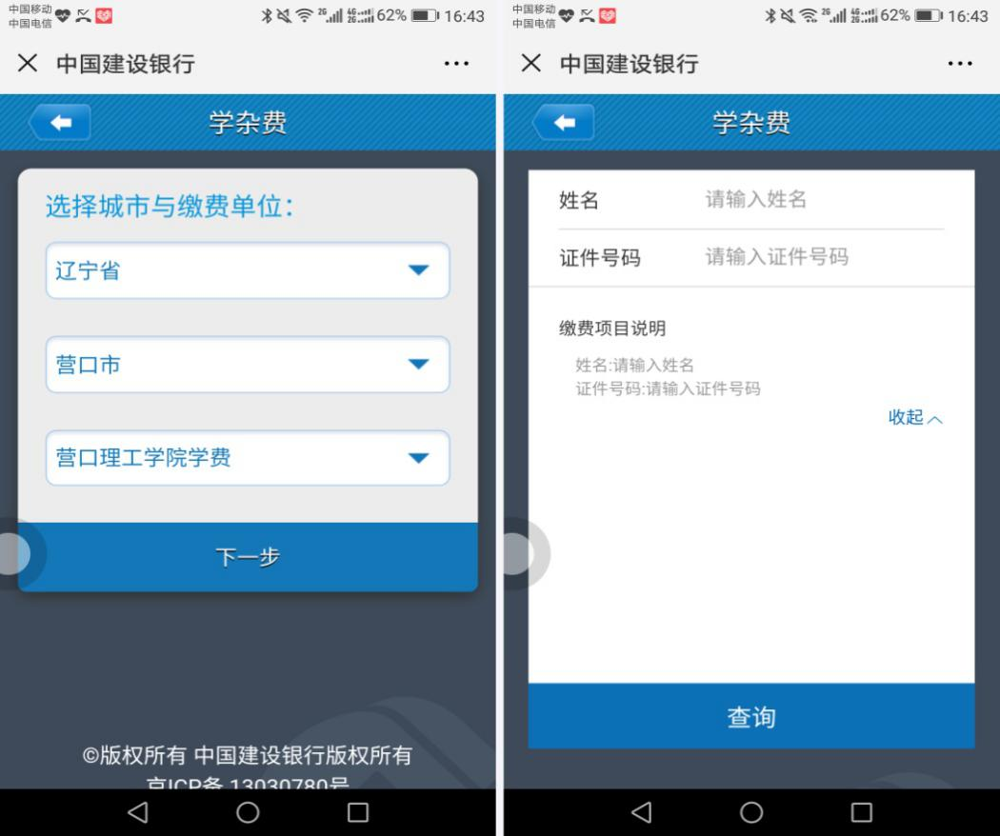 中国移动
中国电信
2G 4G 2G 62% 16:43
中国建设银行
学杂费
选择城市与缴费单位：
辽宁省
营口市
营口理工学院学费
下一步
©版权所有 中国建设银行版权所有
京ICP备 13030780号
中国移动
中国电信
2G 4G 2G 62% 16:43
中国建设银行
学杂费
姓名 请输入姓名
证件号码 请输入证件号码
缴费项目说明
姓名:请输入姓名
证件号码:请输入证件号码
收起
查询